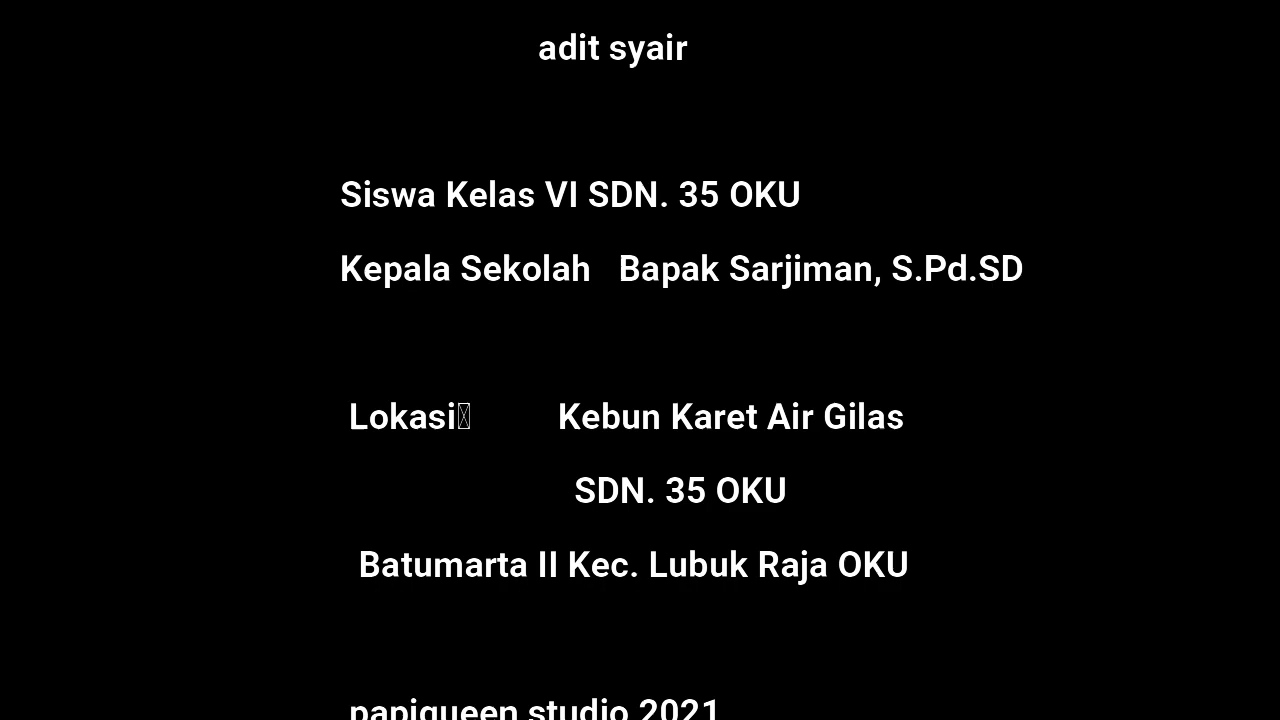 adit syair
Siswa Kelas VI SDN. 35 OKU
Kepala Sekolah Bapak Sarjiman, S.Pd.SD
Lokasi Kebun Karet Air Gilas
SDN. 35 OKU
Batumarta II Kec. Lubuk Raja OKU
papiqueen studio 2021